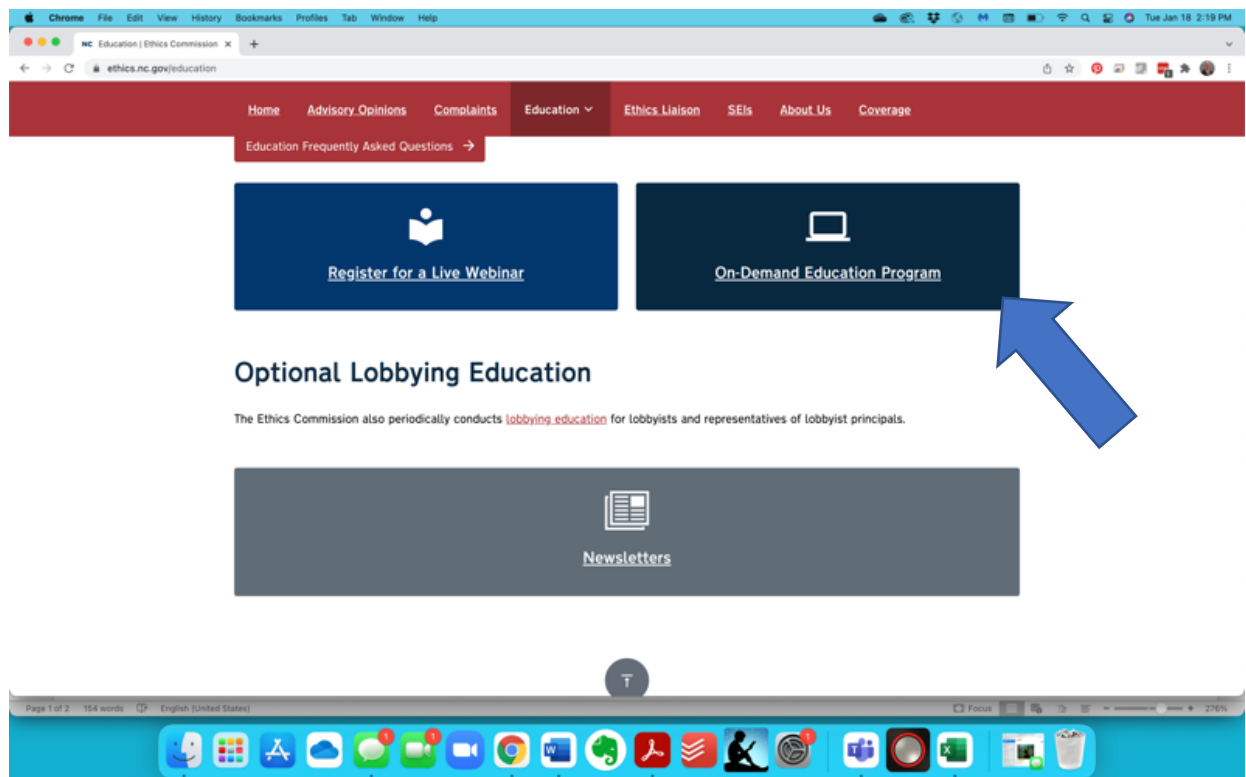 Chrome File Edit View History Bookmarks Profiles Tab Window Help Tue Jan 18 2:19 PM
NC Education | Ethics Commission
ethics.nc.gov/education
Home Advisory Opinions Complaints Education Ethics Liaison SEIs About Us Coverage
Education Frequently Asked Questions →
Register for a Live Webinar On-Demand Education Program
Optional Lobbying Education
The Ethics Commission also periodically conducts lobbying education for lobbyists and representatives of lobbyist principals.
Newsletters
Page 1 of 2 154 words English (United States) Focus 276%